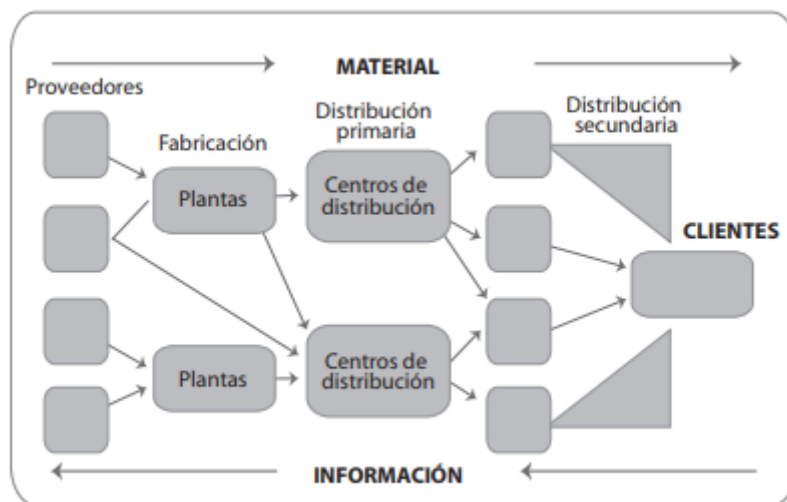 MATERIAL
Proveedores
Distribución
primaria
Distribución
secundaria
Fabricación
Plantas
Centros de
distribución
CLIENTES
Plantas
Centros de
distribución
INFORMACIÓN